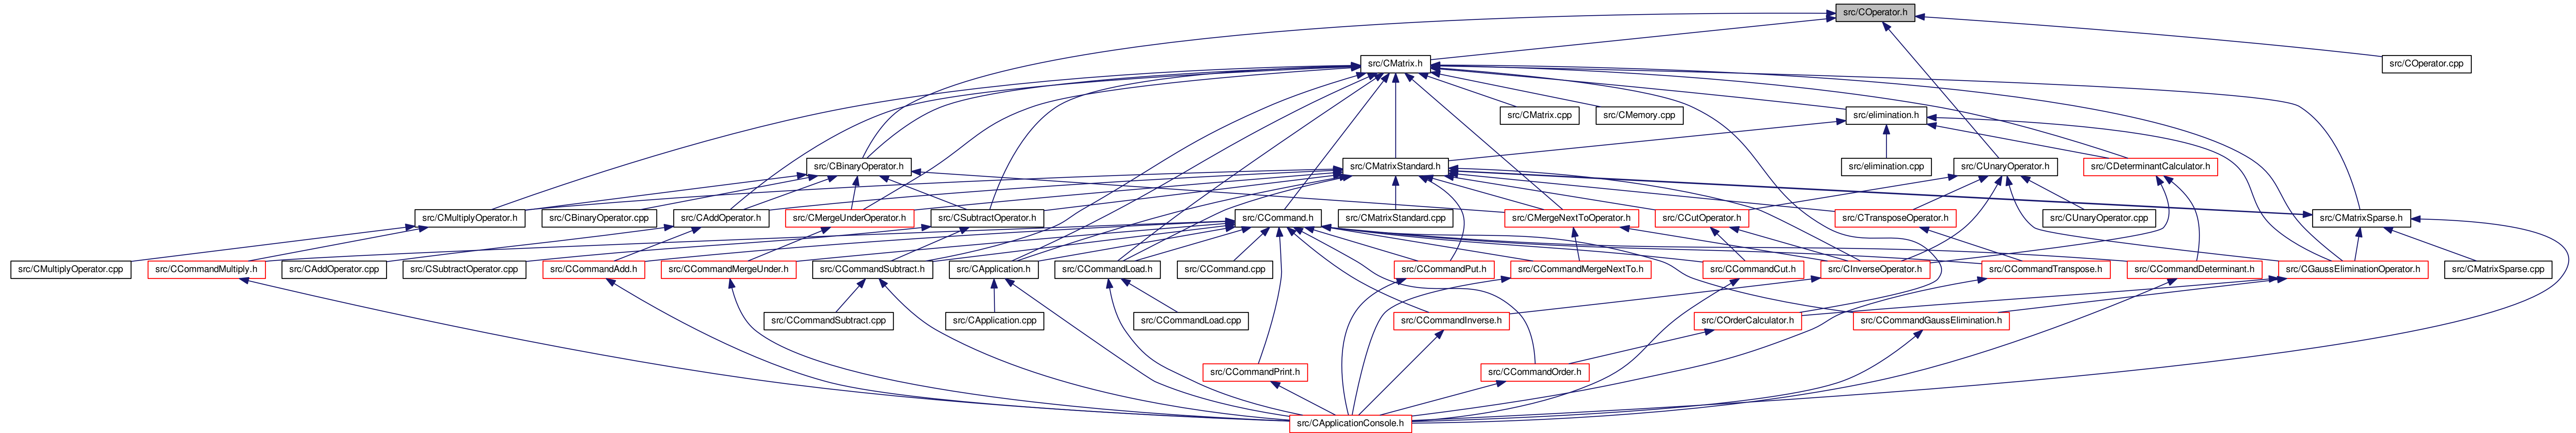 src/COperator.h
src/CMatrix.h
src/COperator.cpp
src/CMatrix.cpp
src/CMemory.cpp
src/elimination.h
src/CBinaryOperator.h
src/CMatrixStandard.h
src/elimination.cpp
src/CUnaryOperator.h
src/CDeterminantCalculator.h
src/CMultiplyOperator.h
src/CBinaryOperator.cpp
src/CAddOperator.h
src/CMergeUnderOperator.h
src/CSubtractOperator.h
src/CCommand.h
src/CMatrixStandard.cpp
src/CMergeNextToOperator.h
src/CCutOperator.h
src/CTransposeOperator.h
src/CUnaryOperator.cpp
src/CMatrixSparse.h
src/CMultiplyOperator.cpp
src/CCommandMultiply.h
src/CAddOperator.cpp
src/CSubtractOperator.cpp
src/CCommandAdd.h
src/CCommandMergeUnder.h
src/CCommandSubtract.h
src/CApplication.h
src/CCommandLoad.h
src/CCommand.cpp
src/CCommandPut.h
src/CCommandMergeNextTo.h
src/CInverseOperator.h
src/CCommandCut.h
src/CCommandTranspose.h
src/CCommandDeterminant.h
src/CGaussEliminationOperator.h
src/CMatrixSparse.cpp
src/CCommandSubtract.cpp
src/CApplication.cpp
src/CCommandLoad.cpp
src/CCommandInverse.h
src/COrderCalculator.h
src/CCommandGaussElimination.h
src/CCommandPrint.h
src/CCommandOrder.h
src/CApplicationConsole.h